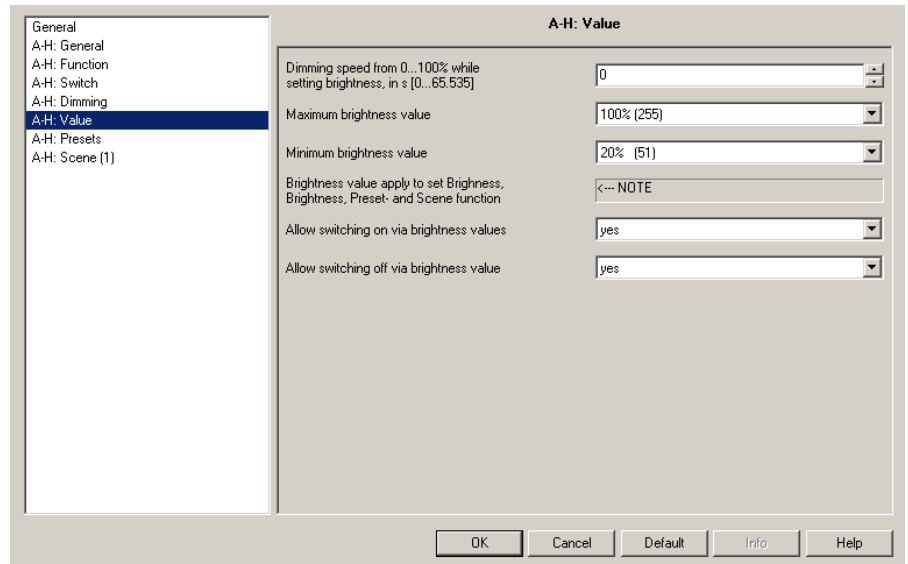 General
A-H: General
A-H: Function
A-H: Switch
A-H: Dimming
A-H: Value
A-H: Presets
A-H: Scene (1)
A-H: Value
Dimming speed from 0...100% while
setting brightness, in s [0...65.535]
0
Maximum brightness value
100% (255)
Minimum brightness value
20% (51)
Brightness value apply to set Brighness,
Brightness, Preset- and Scene function
<--- NOTE
Allow switching on via brightness values
yes
Allow switching off via brightness value
yes
OK
Cancel
Default
Info
Help